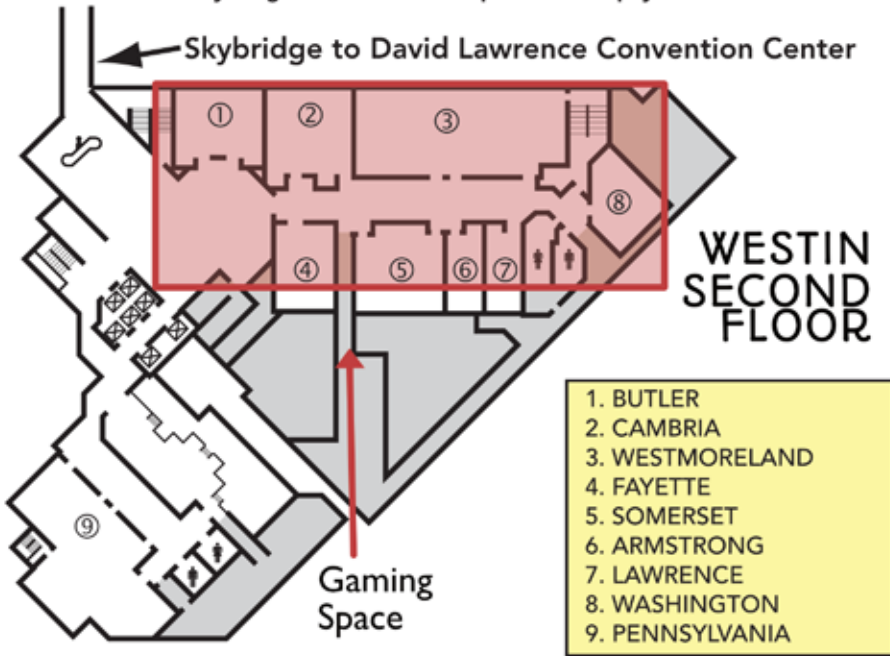 Skybridge to David Lawrence Convention Center
①
②
③
④
⑤
⑥
⑦
⑧
⑨
WESTIN
SECOND
FLOOR
Gaming
Space
1. BUTLER
2. CAMBRIA
3. WESTMORELAND
4. FAYETTE
5. SOMERSET
6. ARMSTRONG
7. LAWRENCE
8. WASHINGTON
9. PENNSYLVANIA